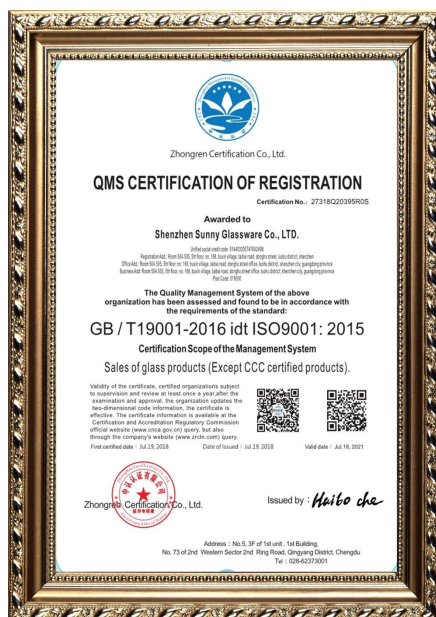 Zhongren Certification Co., Ltd.
QMS CERTIFICATION OF REGISTRATION
Certification No.: 27318Q20395R0S
Awarded to
Shenzhen Sunny Glassware Co., LTD.
The Quality Management System of the above
organization has been assessed and found to be in accordance with
the requirements of the standard:
GB / T19001-2016 idt ISO9001: 2015
Certification Scope of the Management System
Sales of glass products (Except CCC certified products).
Validity of the certificate, certified organizations subject
to supervision and review at least once a year,after the
examination and approval, the organization updates the
two-dimensional code information, the certificate is
effective. The certificate information is available at the
Certification and Accreditation Regulatory Commission
official website (www.cnca.gov.cn) query, but also
through the company's website (www.zrctn.com) query.
First certified date : Jul.19, 2018 Date of Issued : Jul.19, 2018 Valid date : Jul.18, 2021
Zhongren Certification Co., Ltd.
Issued by : Haibo che
Address : No.5, 3F of 1st unit , 1st Building,
No. 73 of 2nd Western Sector 2nd Ring Road, Qingyang District, Chengdu
Tel : 028-62373001